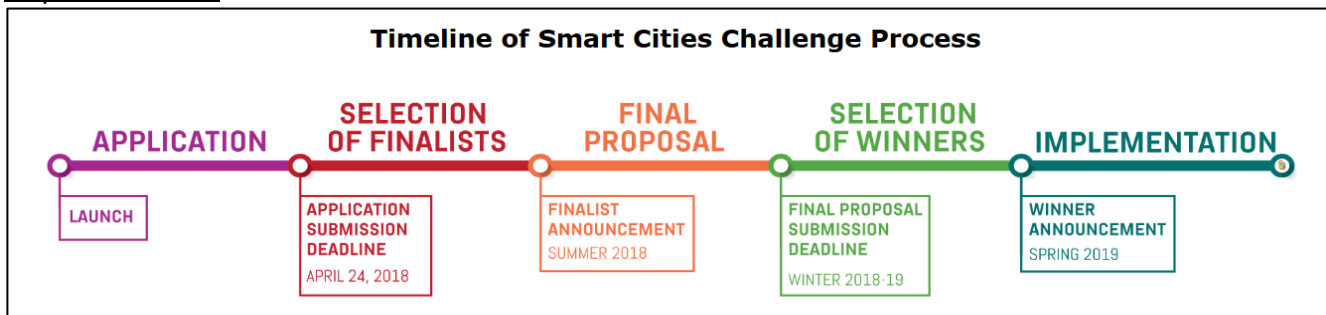 Timeline of Smart Cities Challenge Process
APPLICATION
SELECTION
OF FINALISTS
FINAL
PROPOSAL
SELECTION
OF WINNERS
IMPLEMENTATION
LAUNCH
APPLICATION
SUBMISSION
DEADLINE
APRIL 24, 2018
FINALIST
ANNOUNCEMENT
SUMMER 2018
FINAL PROPOSAL
SUBMISSION
DEADLINE
WINTER 2018-19
WINNER
ANNOUNCEMENT
SPRING 2019